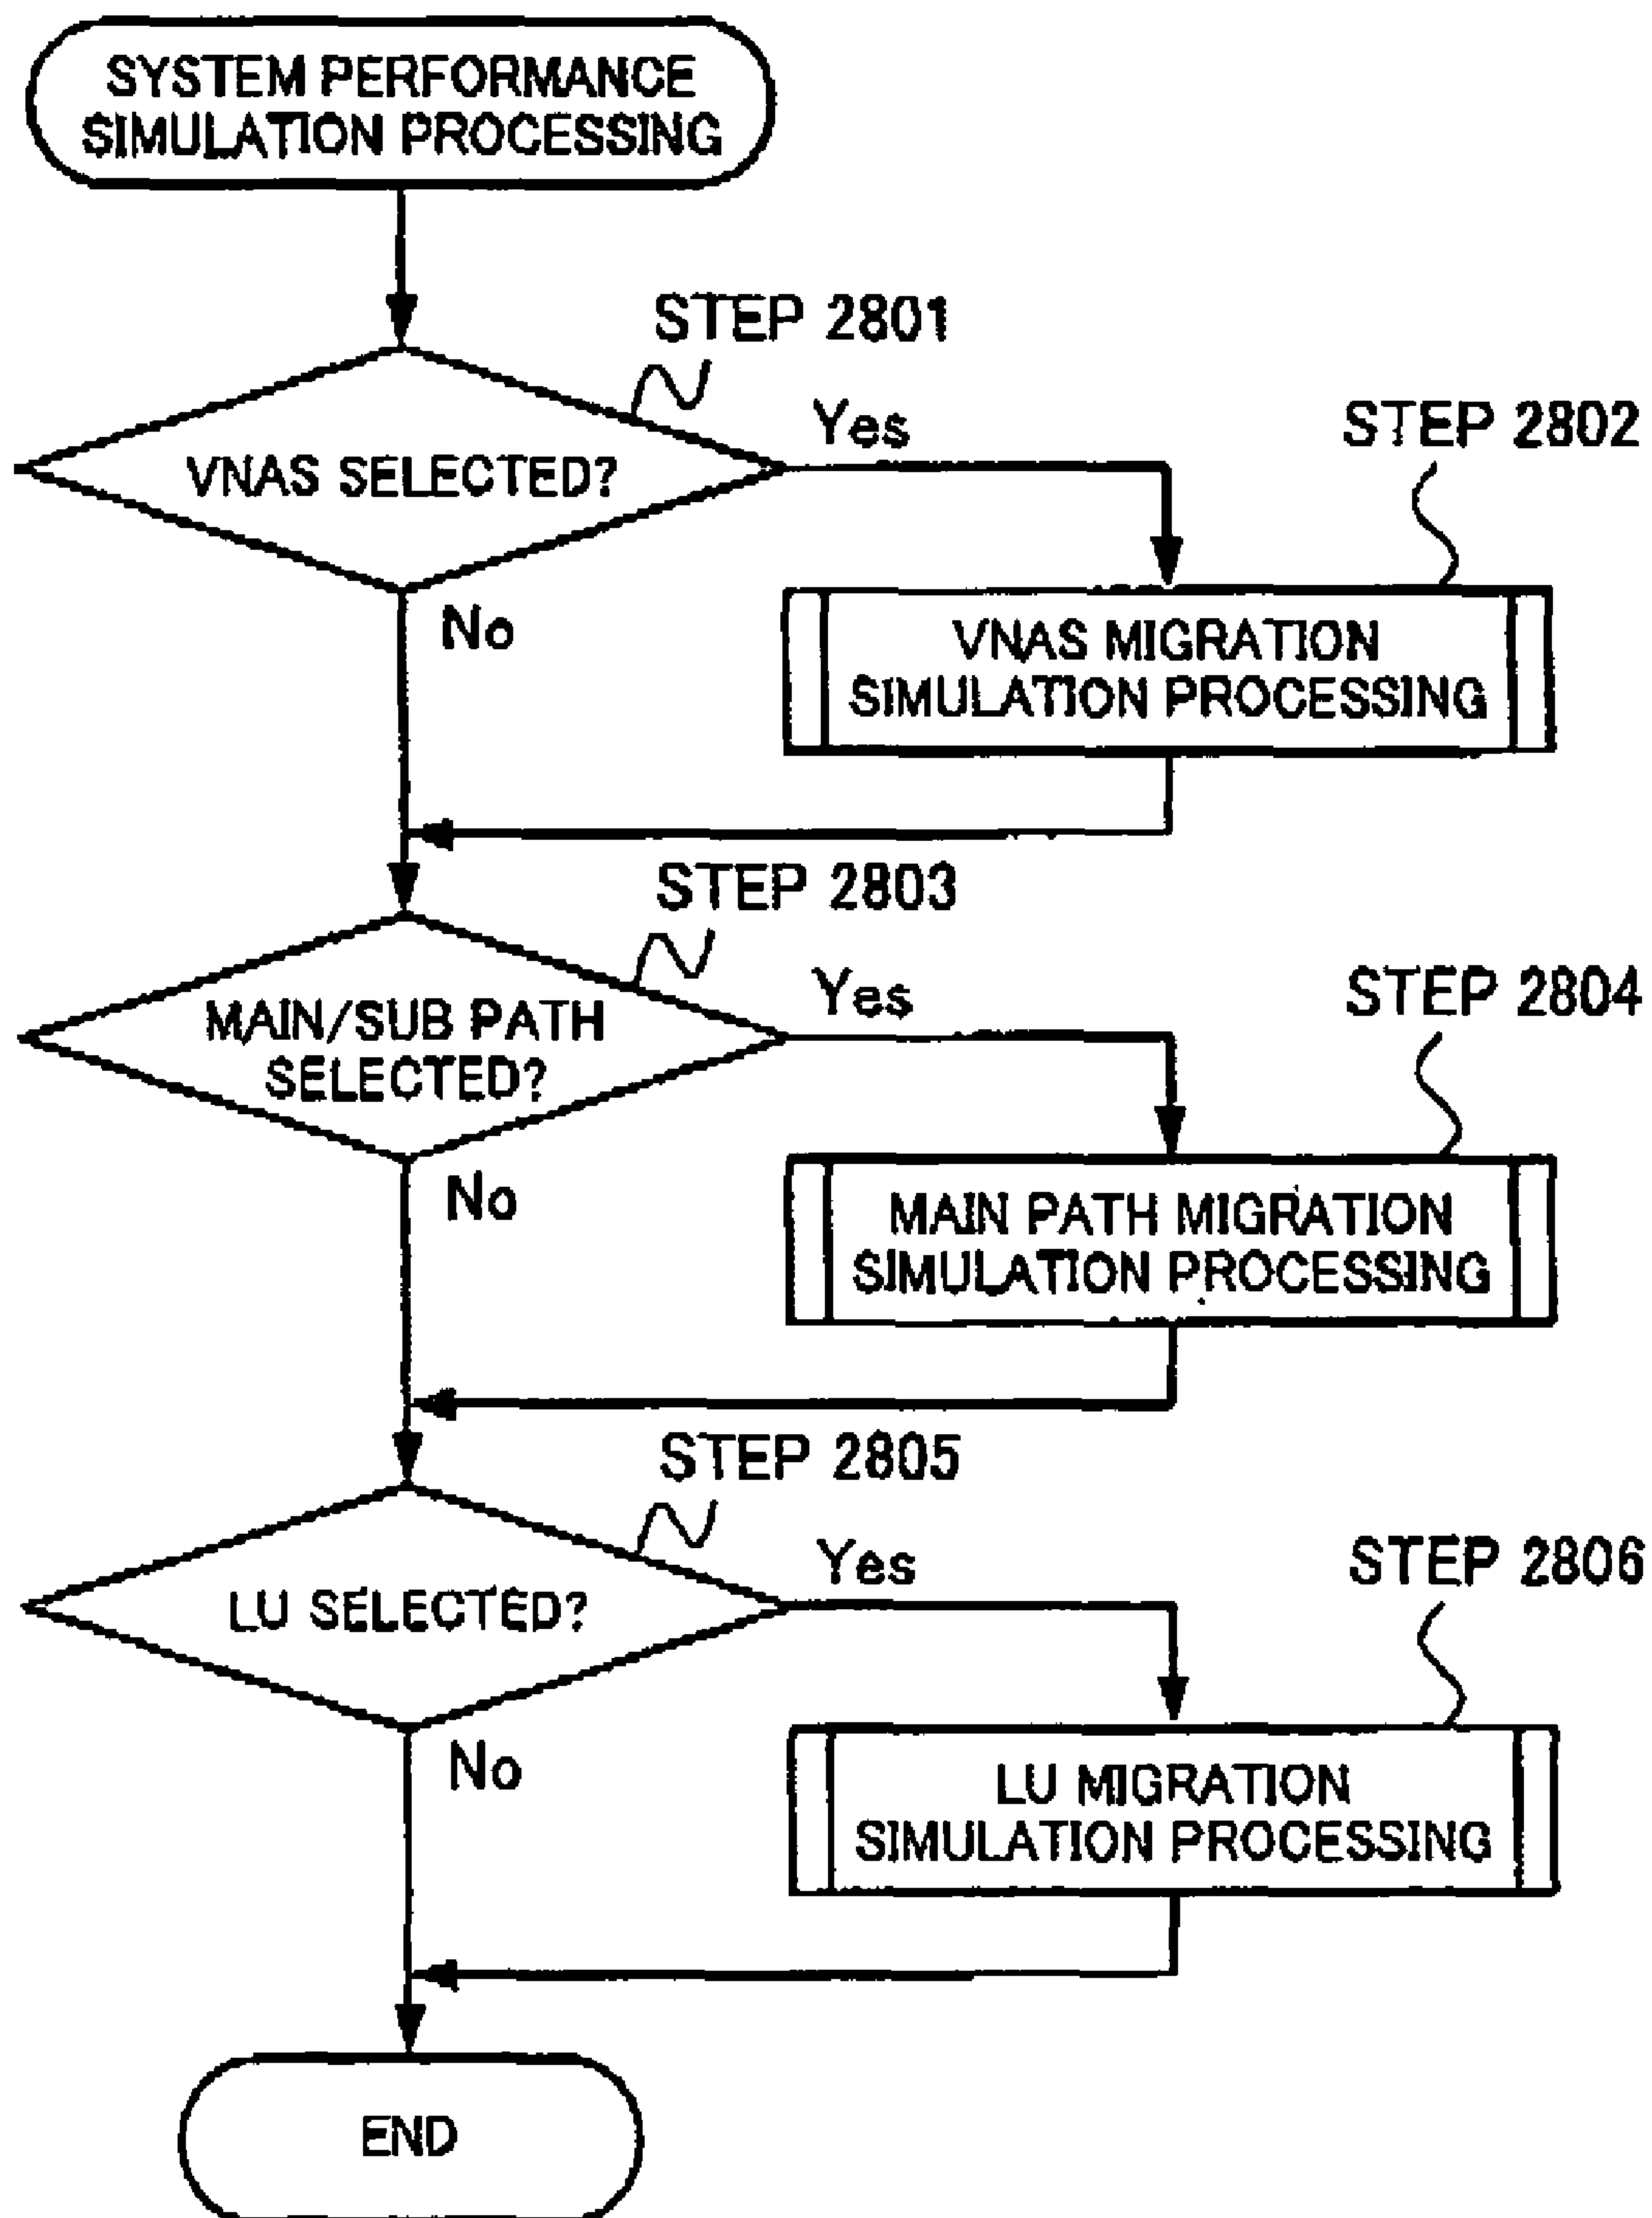 SYSTEM PERFORMANCE
SIMULATION PROCESSING
STEP 2801
VNAS SELECTED?
Yes
No
STEP 2802
VNAS MIGRATION
SIMULATION PROCESSING
STEP 2803
MAIN/SUB PATH
SELECTED?
Yes
No
STEP 2804
MAIN PATH MIGRATION
SIMULATION PROCESSING
STEP 2805
LU SELECTED?
Yes
No
STEP 2806
LU MIGRATION
SIMULATION PROCESSING
END